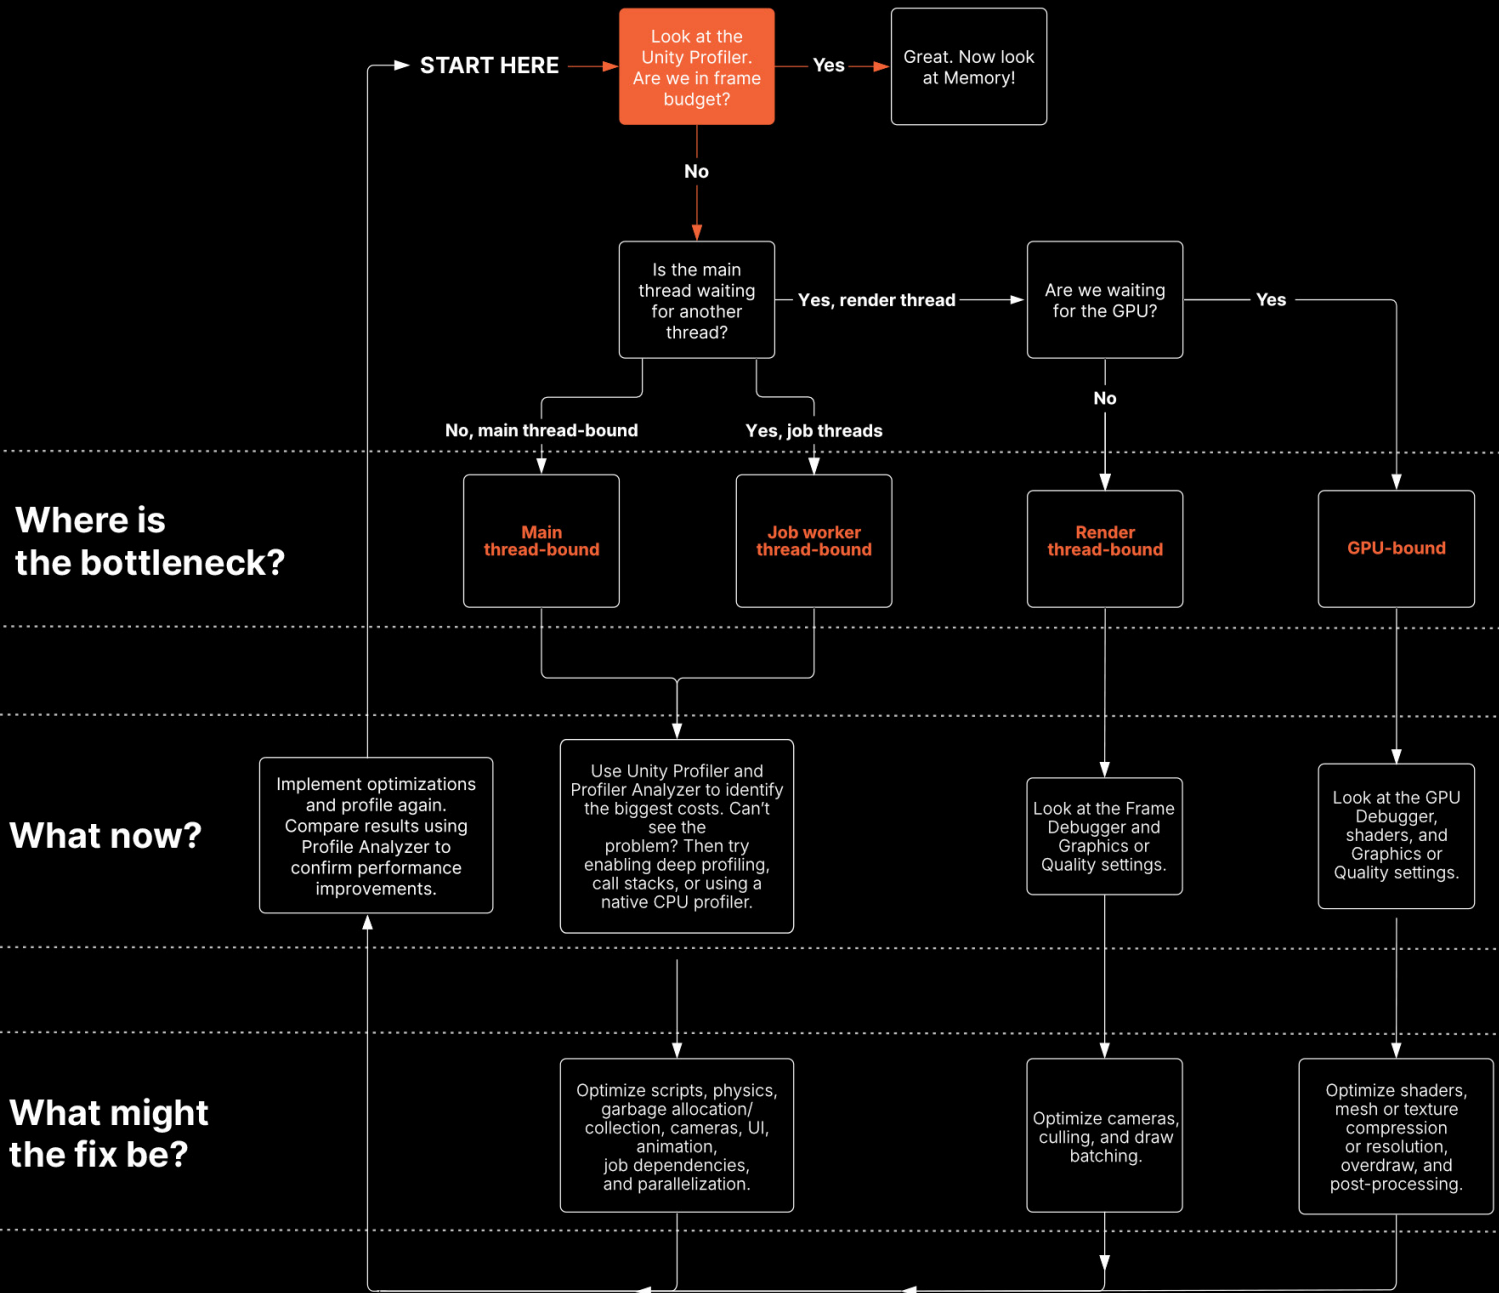 START HERE
Look at the
Unity Profiler.
Are we in frame
budget?
Yes
Great. Now look
at Memory!
No
Is the main
thread waiting
for another
thread?
Yes, render thread
Are we waiting
for the GPU?
Yes
No
No, main thread-bound
Yes, job threads
Where is
the bottleneck?
Main
thread-bound
Job worker
thread-bound
Render
thread-bound
GPU-bound
What now?
Implement optimizations
and profile again.
Compare results using
Profile Analyzer to
confirm performance
improvements.
Use Unity Profiler and
Profiler Analyzer to identify
the biggest costs. Can't
see the
problem? Then try
enabling deep profiling,
call stacks, or using a
native CPU profiler.
Look at the Frame
Debugger and
Graphics or
Quality settings.
Look at the GPU
Debugger,
shaders, and
Graphics or
Quality settings.
What might
the fix be?
Optimize scripts, physics,
garbage allocation/
collection, cameras, UI,
animation,
job dependencies,
and parallelization.
Optimize cameras,
culling, and draw
batching.
Optimize shaders,
mesh or texture
compression
or resolution,
overdraw, and
post-processing.